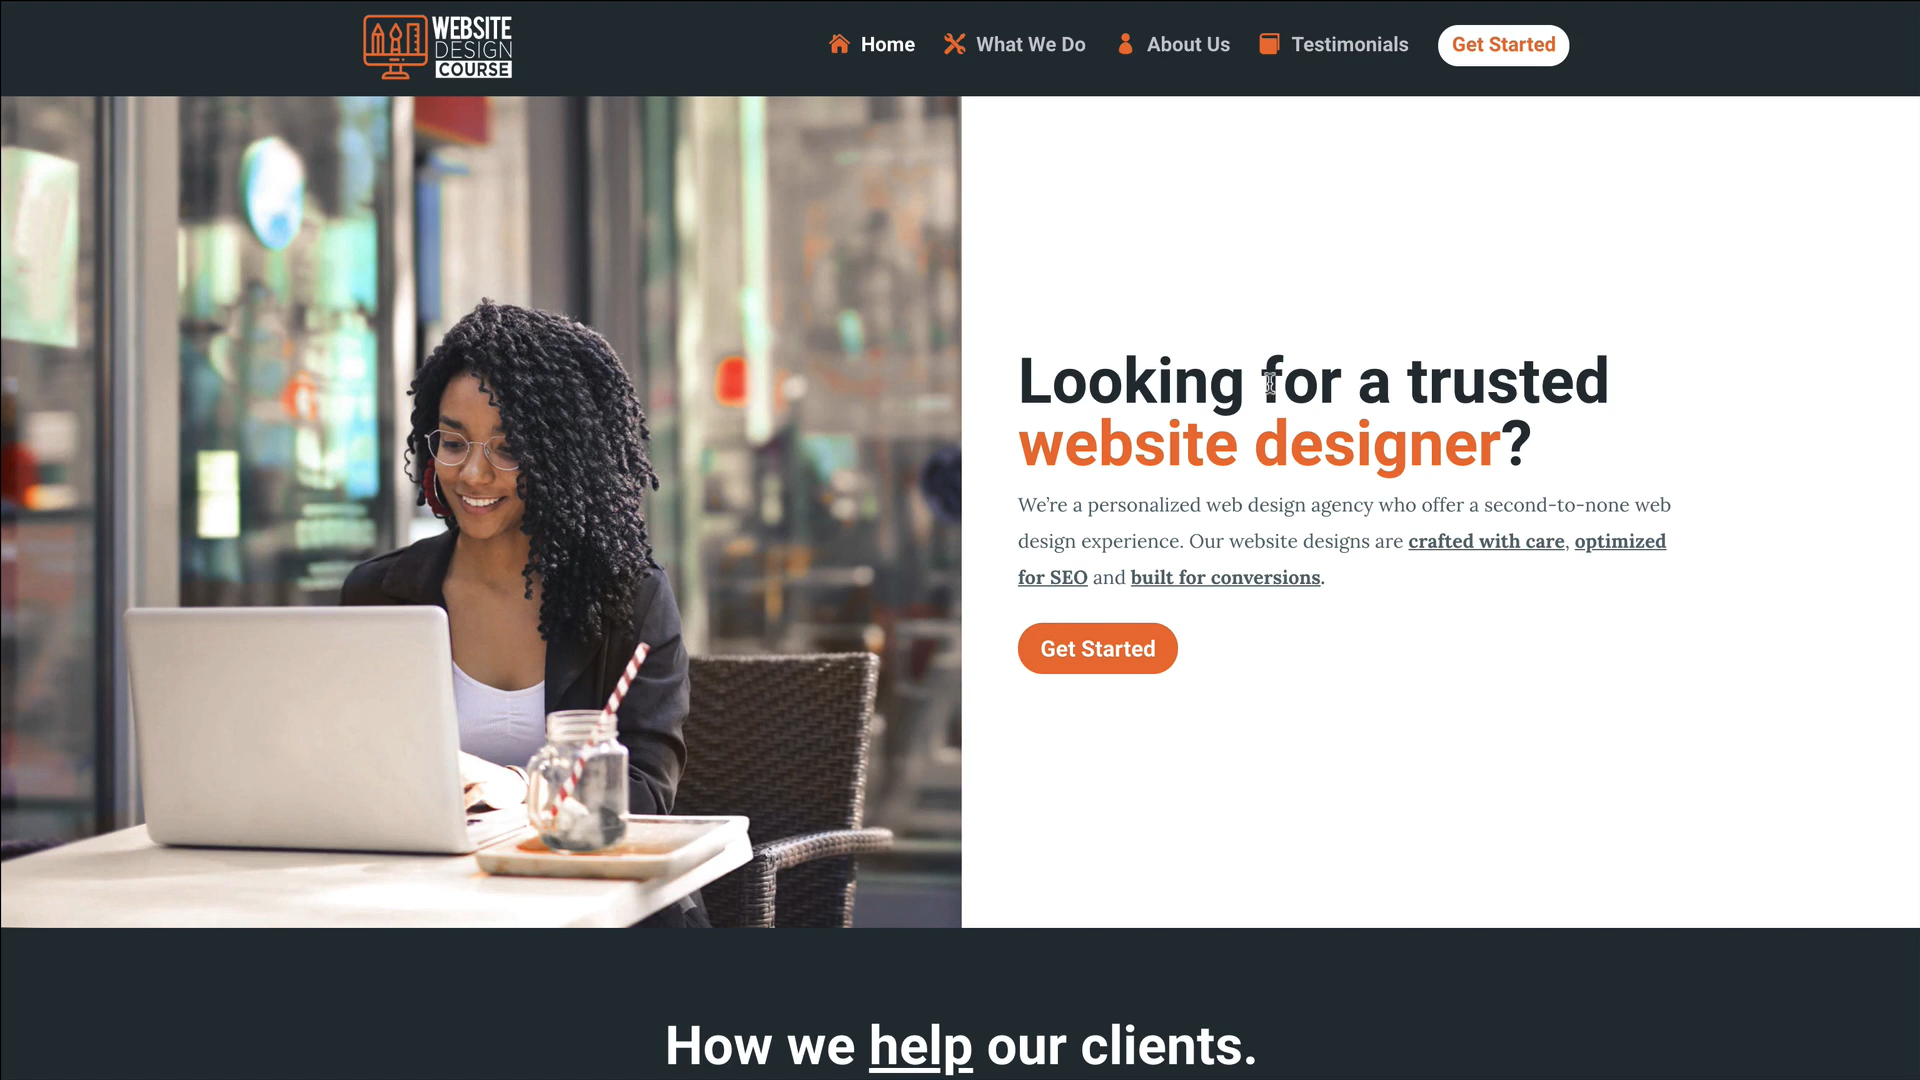 WEBSITE
DESIGN
COURSE
Home What We Do About Us Testimonials Get Started
Looking for a trusted
website designer?
We’re a personalized web design agency who offer a second-to-none web
design experience. Our website designs are crafted with care, optimized
for SEO and built for conversions.
Get Started
How we help our clients.